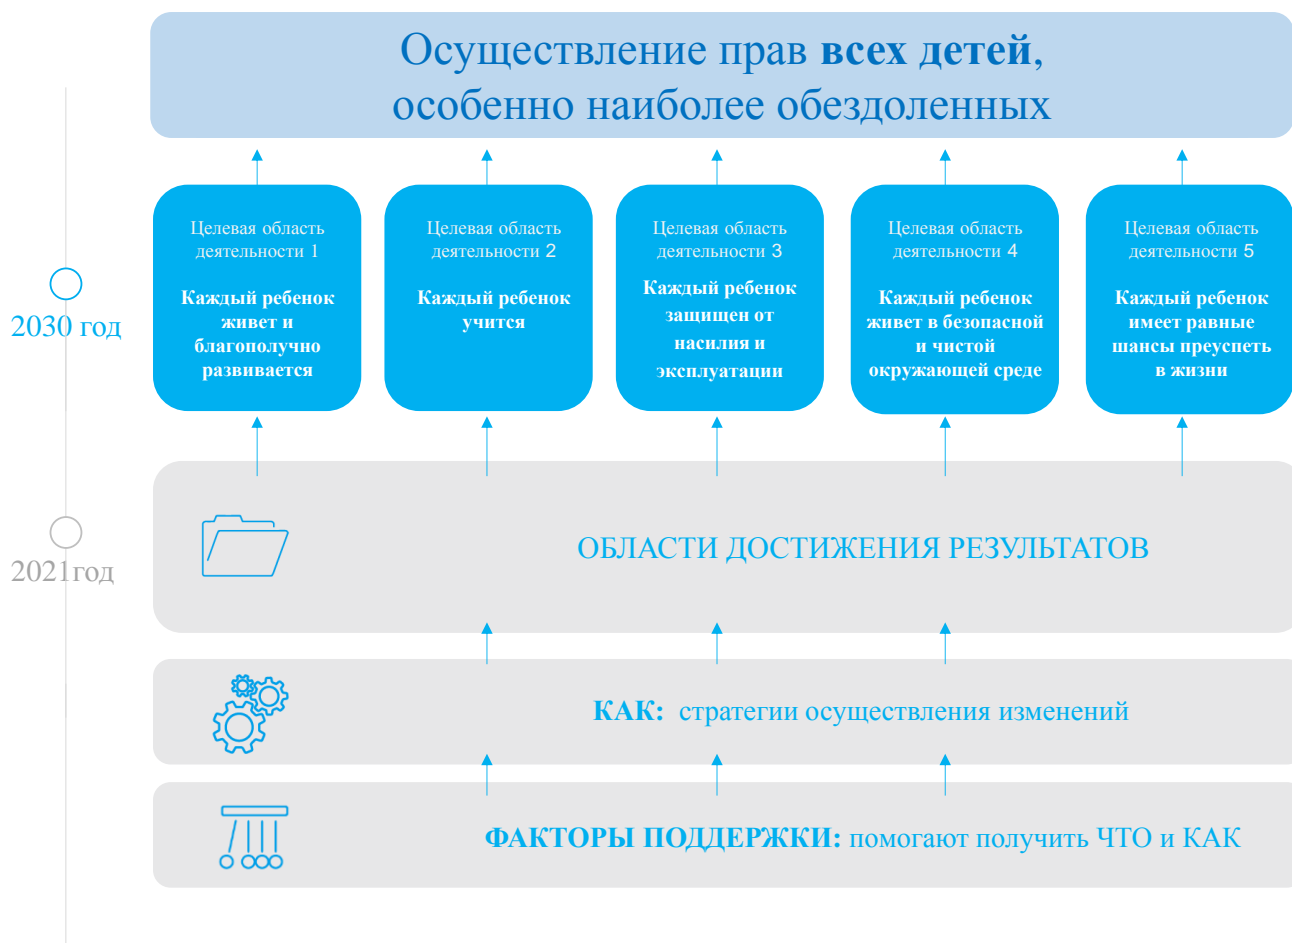 Осуществление прав всех детей,
особенно наиболее обездоленных
Целевая область
деятельности 1
Каждый ребенок
живет и
благополучно
развивается
Целевая область
деятельности 2
Каждый ребенок
учится
Целевая область
деятельности 3
Каждый ребенок
защищен от
насилия и
эксплуатации
Целевая область
деятельности 4
Каждый ребенок
живет в безопасной
и чистой
окружающей среде
Целевая область
деятельности 5
Каждый ребенок
имеет равные
шансы преуспеть
в жизни
2030 год
2021год
ОБЛАСТИ ДОСТИЖЕНИЯ РЕЗУЛЬТАТОВ
КАК: стратегии осуществления изменений
ФАКТОРЫ ПОДДЕРЖКИ: помогают получить ЧТО и КАК